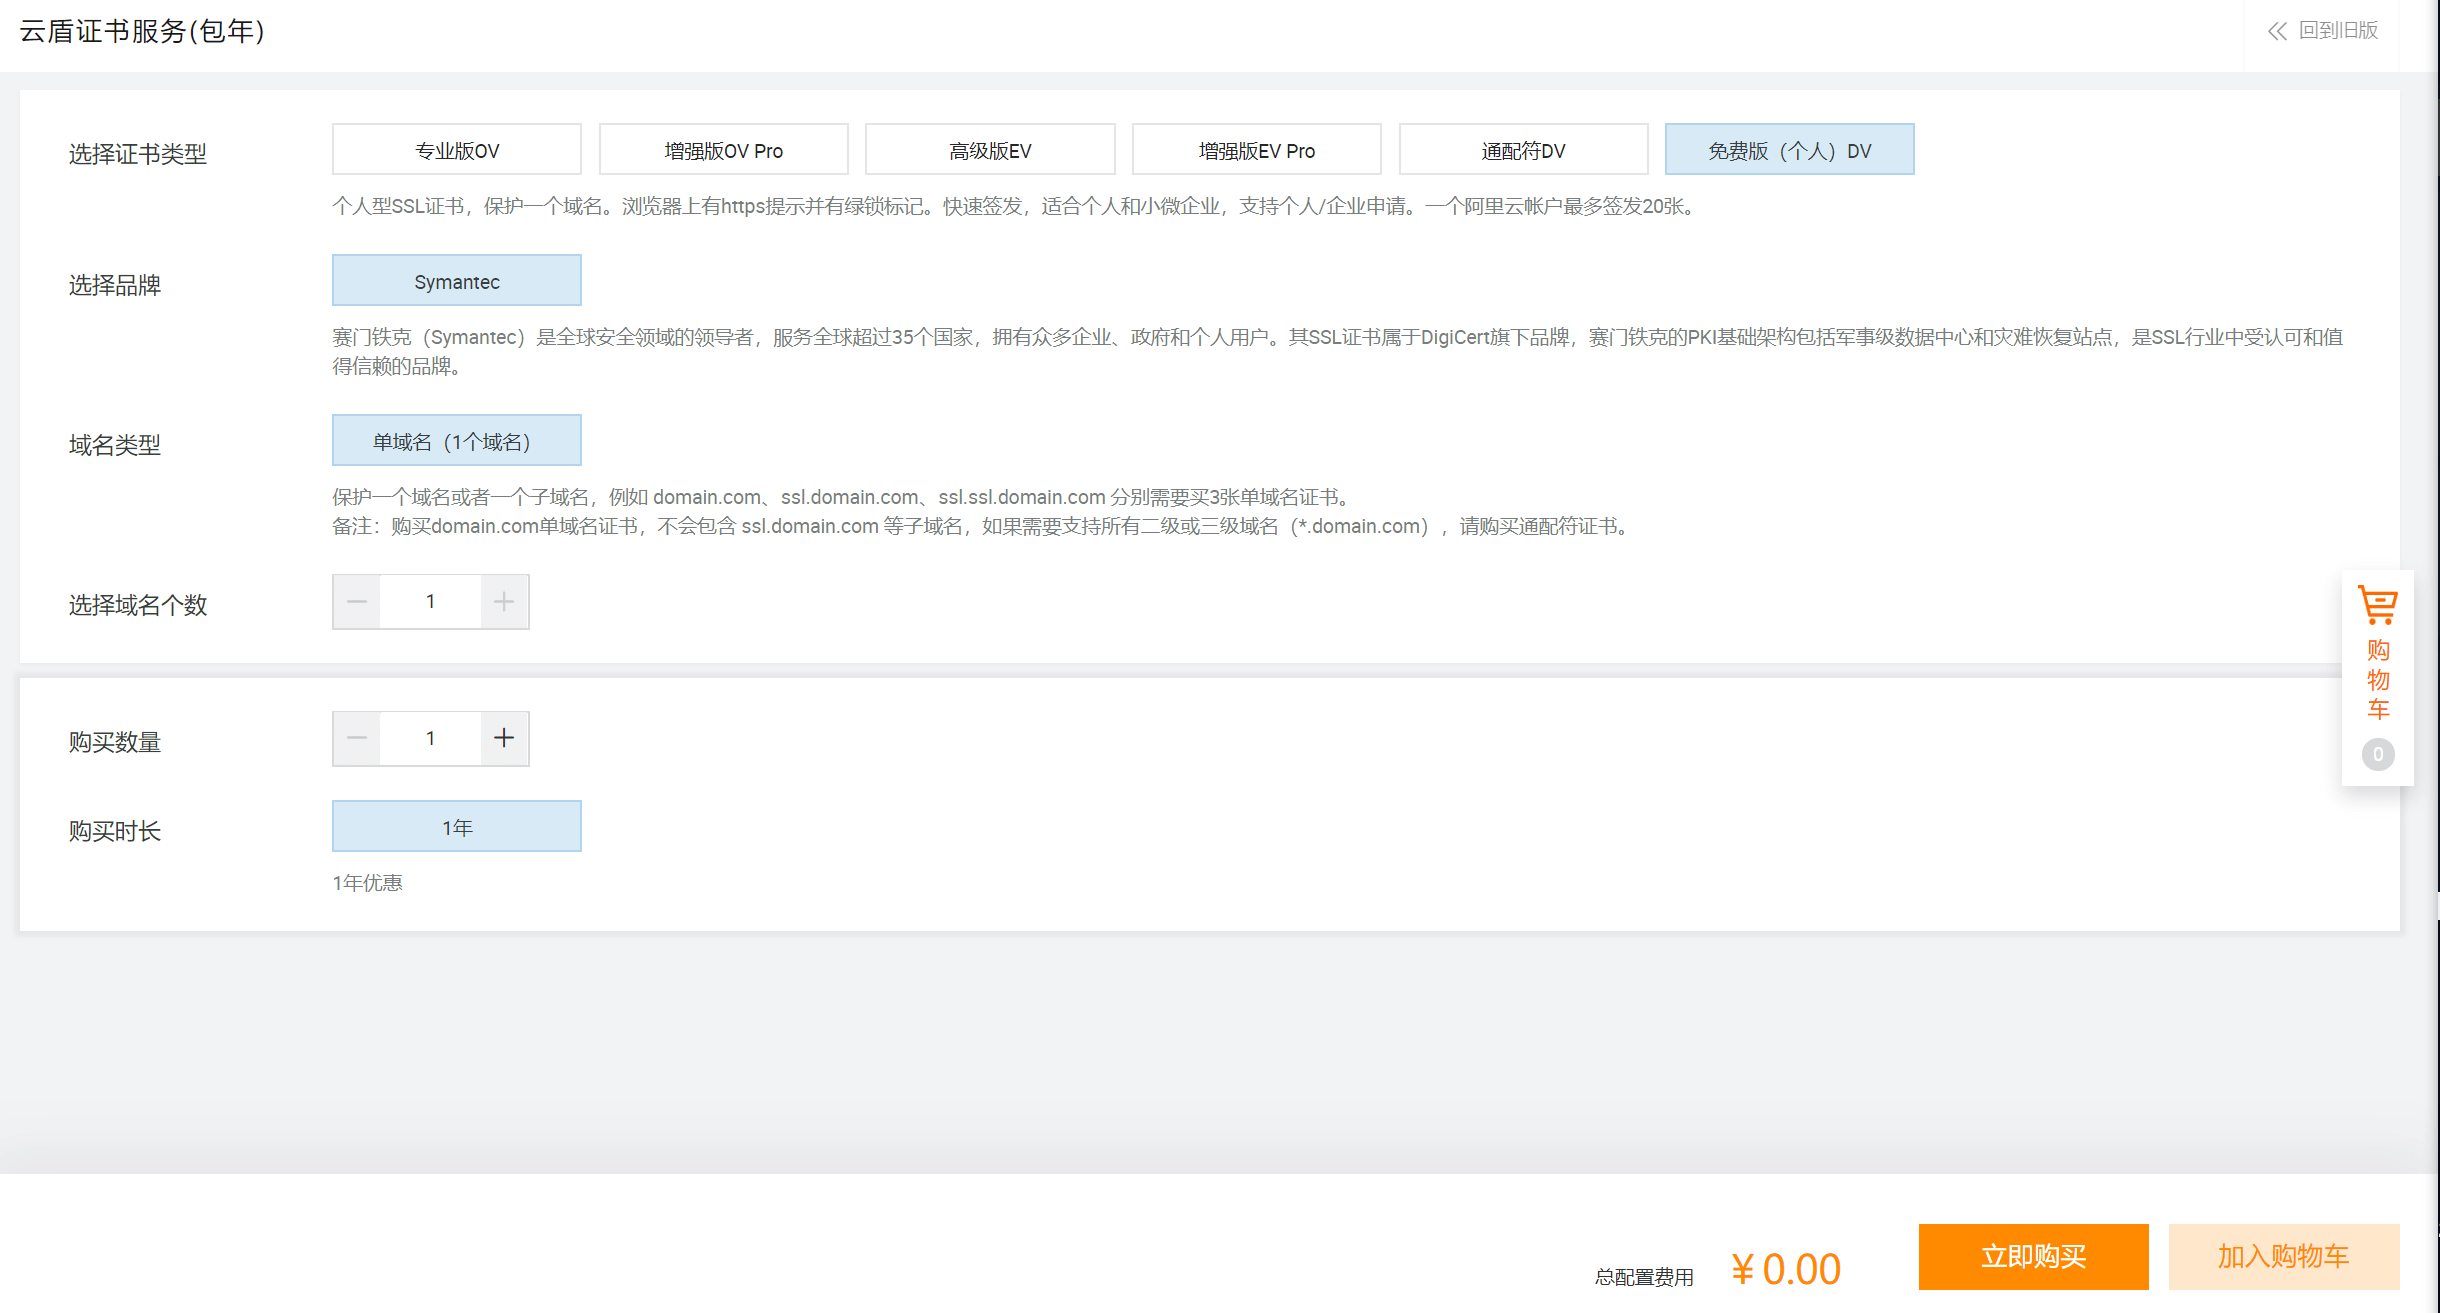 云盾证书服务(包年)
回到旧版
选择证书类型
专业版OV
增强版OV Pro
高级版EV
增强版EV Pro
通配符DV
免费版（个人）DV
个人型SSL证书，保护一个域名。浏览器上有https提示并有绿锁标记。快速签发，适合个人和小微企业，支持个人/企业申请。一个阿里云帐户最多签发20张。
选择品牌
Symantec
赛门铁克（Symantec）是全球安全领域的领导者，服务全球超过35个国家，拥有众多企业、政府和个人用户。其SSL证书属于DigiCert旗下品牌，赛门铁克的PKI基础架构包括军事级数据中心和灾难恢复站点，是SSL行业中受认可和值
得信赖的品牌。
域名类型
单域名（1个域名）
保护一个域名或者一个子域名，例如 domain.com、ssl.domain.com、ssl.ssl.domain.com 分别需要买3张单域名证书。
备注：购买domain.com单域名证书，不会包含 ssl.domain.com 等子域名，如果需要支持所有二级或三级域名（*.domain.com），请购买通配符证书。
选择域名个数
1
购物车
0
购买数量
1
购买时长
1年
1年优惠
总配置费用
¥ 0.00
立即购买
加入购物车